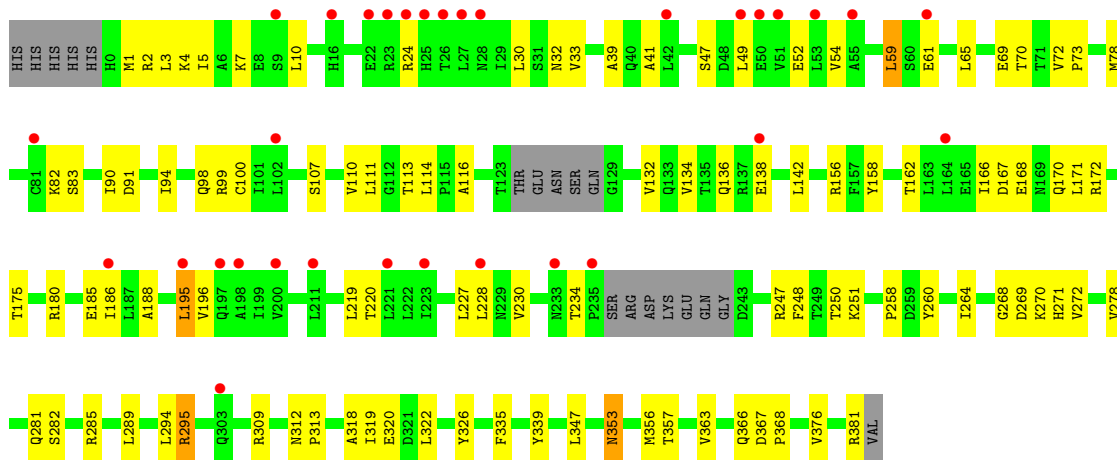 HIS HIS HIS HIS HIS H0 M1 R2 L3 K4 I5 A6 K7 E8 S9 L10 H16 E22 R23 R24 H25 T26 L27 N28 I29 L30 S31 N32 V33 A39 Q40 A41 L42 S47 D48 L49 E50 V51 E52 L53 V54 A55 L59 S60 E61 L65 E69 T70 T71 V72 P73 M78
C81 K82 S83 I90 D91 I94 Q98 R99 C100 I101 L102 S107 V110 L111 G112 T113 L114 P115 A116 T123 THR GLU ASN SER GLN G129 V132 Q133 V134 T135 Q136 R137 E138 L142 R156 F157 Y158 T162 L163 L164 E165 I166 D167 E168 N169 Q170 L171 R172
T175 R180 E185 I186 L187 A188 L195 V196 Q197 A198 I199 V200 L211 L219 T220 L221 L222 I223 L227 L228 N229 V230 N233 T234 P235 SER ARG ASP LYS GLU GLN GLY D243 R247 F248 T249 T250 K251 P258 D259 Y260 I264 G268 D269 K270 H271 V272 V278
Q281 S282 R285 L289 L294 R295 Q303 R309 N312 P313 A318 I319 E320 D321 L322 Y326 F335 Y339 L347 N353 M356 T357 V363 Q366 D367 P368 V376 R381 VAL